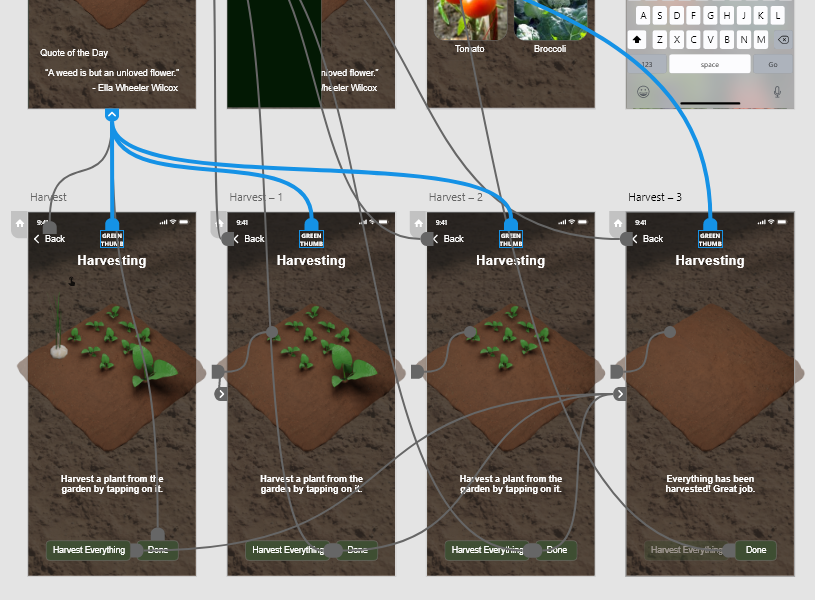 A S D F G H J K L
Quote of the Day
Tomato
Broccoli
Z X C V B N M
"A weed is but an unloved flower."
- Ella Wheeler Wilcox
nloved flower."
Wheeler Wilcox
123
space
Go
Harvest
Harvest – 1
Harvest – 2
Harvest – 3
9:41
Back
GREEN
THUMB
Harvesting
Harvest a plant from the
garden by tapping on it.
Harvest Everything
Done
9:41
Back
GREEN
THUMB
Harvesting
Harvest a plant from the
garden by tapping on it.
Harvest Everything
Done
9:41
Back
GREEN
THUMB
Harvesting
Harvest a plant from the
garden by tapping on it.
Harvest Everything
Done
9:41
Back
GREEN
THUMB
Harvesting
Everything has been
harvested! Great job.
Harvest Everything
Done